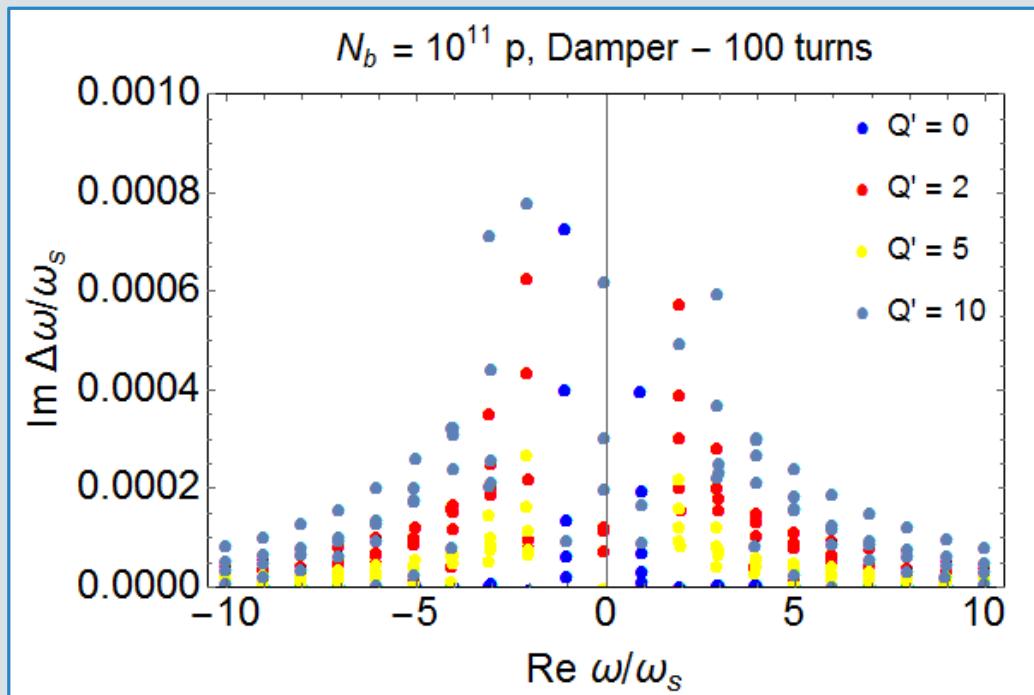 N_b = 10^11 p, Damper – 100 turns
0.0010
0.0008
0.0006
0.0004
0.0002
0.0000
Im Δω/ω_s
Q' = 0
Q' = 2
Q' = 5
Q' = 10
−10 −5 0 5 10
Re ω/ω_s